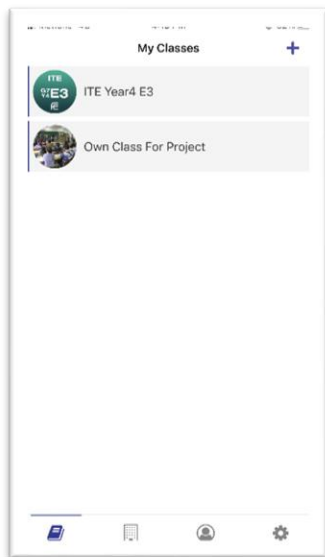 My Classes
+
ITE
E3
ITE Year4 E3
Own Class For Project